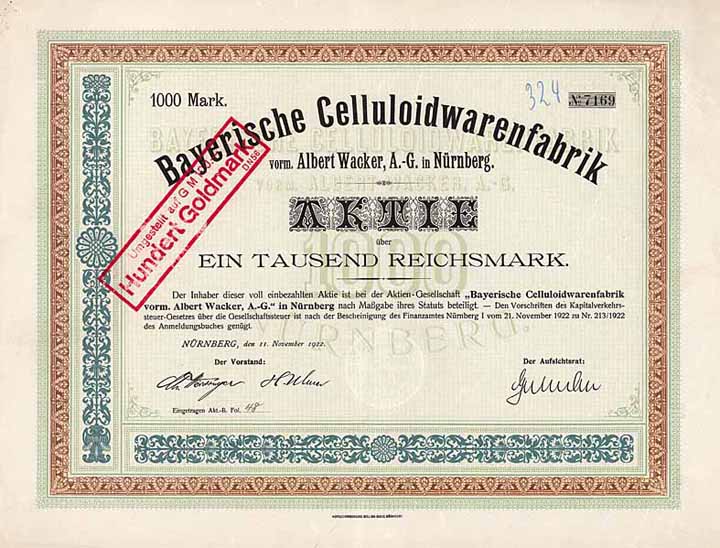 1000 Mark.
324
№ 7169
Bayerische Celluloidwarenfabrik
vorm. Albert Wacker, A.-G. in Nürnberg.
Umgestellt auf G M
Hundert Goldmark
DN56
AKTIE
über
1000
EIN TAUSEND REICHSMARK.
Der Inhaber dieser voll einbezahlten Aktie ist bei der Aktien-Gesellschaft „Bayerische Celluloidwarenfabrik
vorm. Albert Wacker, A.-G.“ in Nürnberg nach Maßgabe ihres Statuts beteiligt. – Den Vorschriften des Kapitalverkehrs-
steuer-Gesetzes über die Gesellschaftssteuer ist nach der Bescheinigung des Finanzamtes Nürnberg I vom 21. November 1922 zu Nr. 213/1922
des Anmeldungsbuches genügt.
NÜRNBERG, den 11. November 1922.
Der Vorstand:
Der Aufsichtsrat:
Eingetragen Akt.-B. Fol. 48